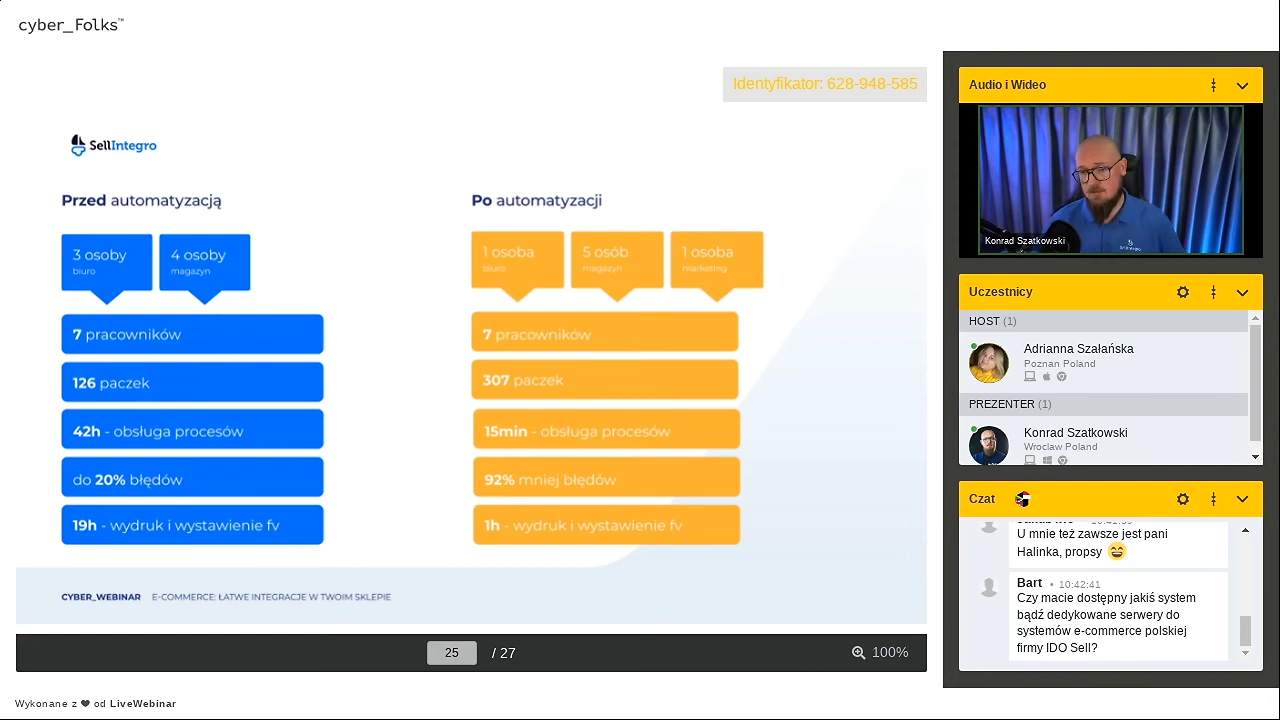 cyber_Folks™
Identyfikator: 628-948-585
SellIntegro
Przed automatyzacją
3 osoby
biuro
4 osoby
magazyn
7 pracowników
126 paczek
42h - obsługa procesów
do 20% błędów
19h - wydruk i wystawienie fv
Po automatyzacji
1 osoba
biuro
5 osób
magazyn
1 osoba
marketing
7 pracowników
307 paczek
15min - obsługa procesów
92% mniej błędów
1h - wydruk i wystawienie fv
CYBER_WEBINAR E-COMMERCE: ŁATWE INTEGRACJE W TWOIM SKLEPIE
25 / 27
100%
Wykonane z ❤ od LiveWebinar
Audio i Wideo
Konrad Szatkowski
Uczestnicy
HOST (1)
Adrianna Szałańska
Poznan Poland
PREZENTER (1)
Konrad Szatkowski
Wroclaw Poland
Czat
U mnie też zawsze jest pani
Halinka, propsy 😄
Bart • 10:42:41
Czy macie dostępny jakiś system
bądź dedykowane serwery do
systemów e-commerce polskiej
firmy IDO Sell?